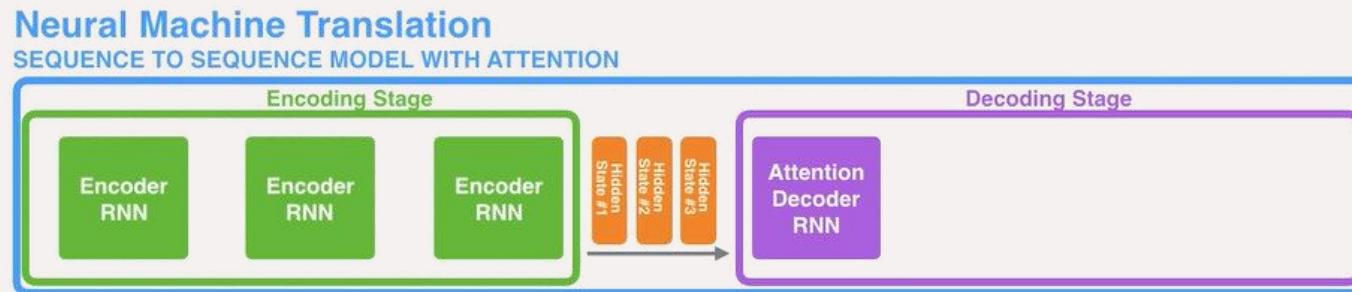 Neural Machine Translation
SEQUENCE TO SEQUENCE MODEL WITH ATTENTION
Encoding Stage
Decoding Stage
Encoder
RNN
Encoder
RNN
Encoder
RNN
Hidden
State #1
Hidden
State #2
Hidden
State #3
Attention
Decoder
RNN